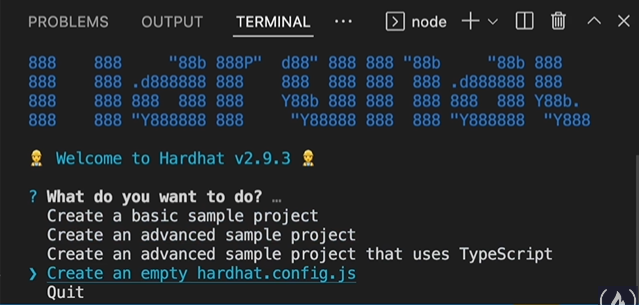 PROBLEMS OUTPUT TERMINAL ··· node
888     888     "88b 888P"  d88" 888 888 "88b     "88b 888
888     888 .d888888 888    888  888 888  888 .d888888 888
888     888 888  888 888    Y88b 888 888  888 888  888 Y88b.
888     888 "Y888888 888     "Y88888 888  888 "Y888888  "Y888
👷 Welcome to Hardhat v2.9.3 👷
? What do you want to do? …
Create a basic sample project
Create an advanced sample project
Create an advanced sample project that uses TypeScript
❯ Create an empty hardhat.config.js
Quit